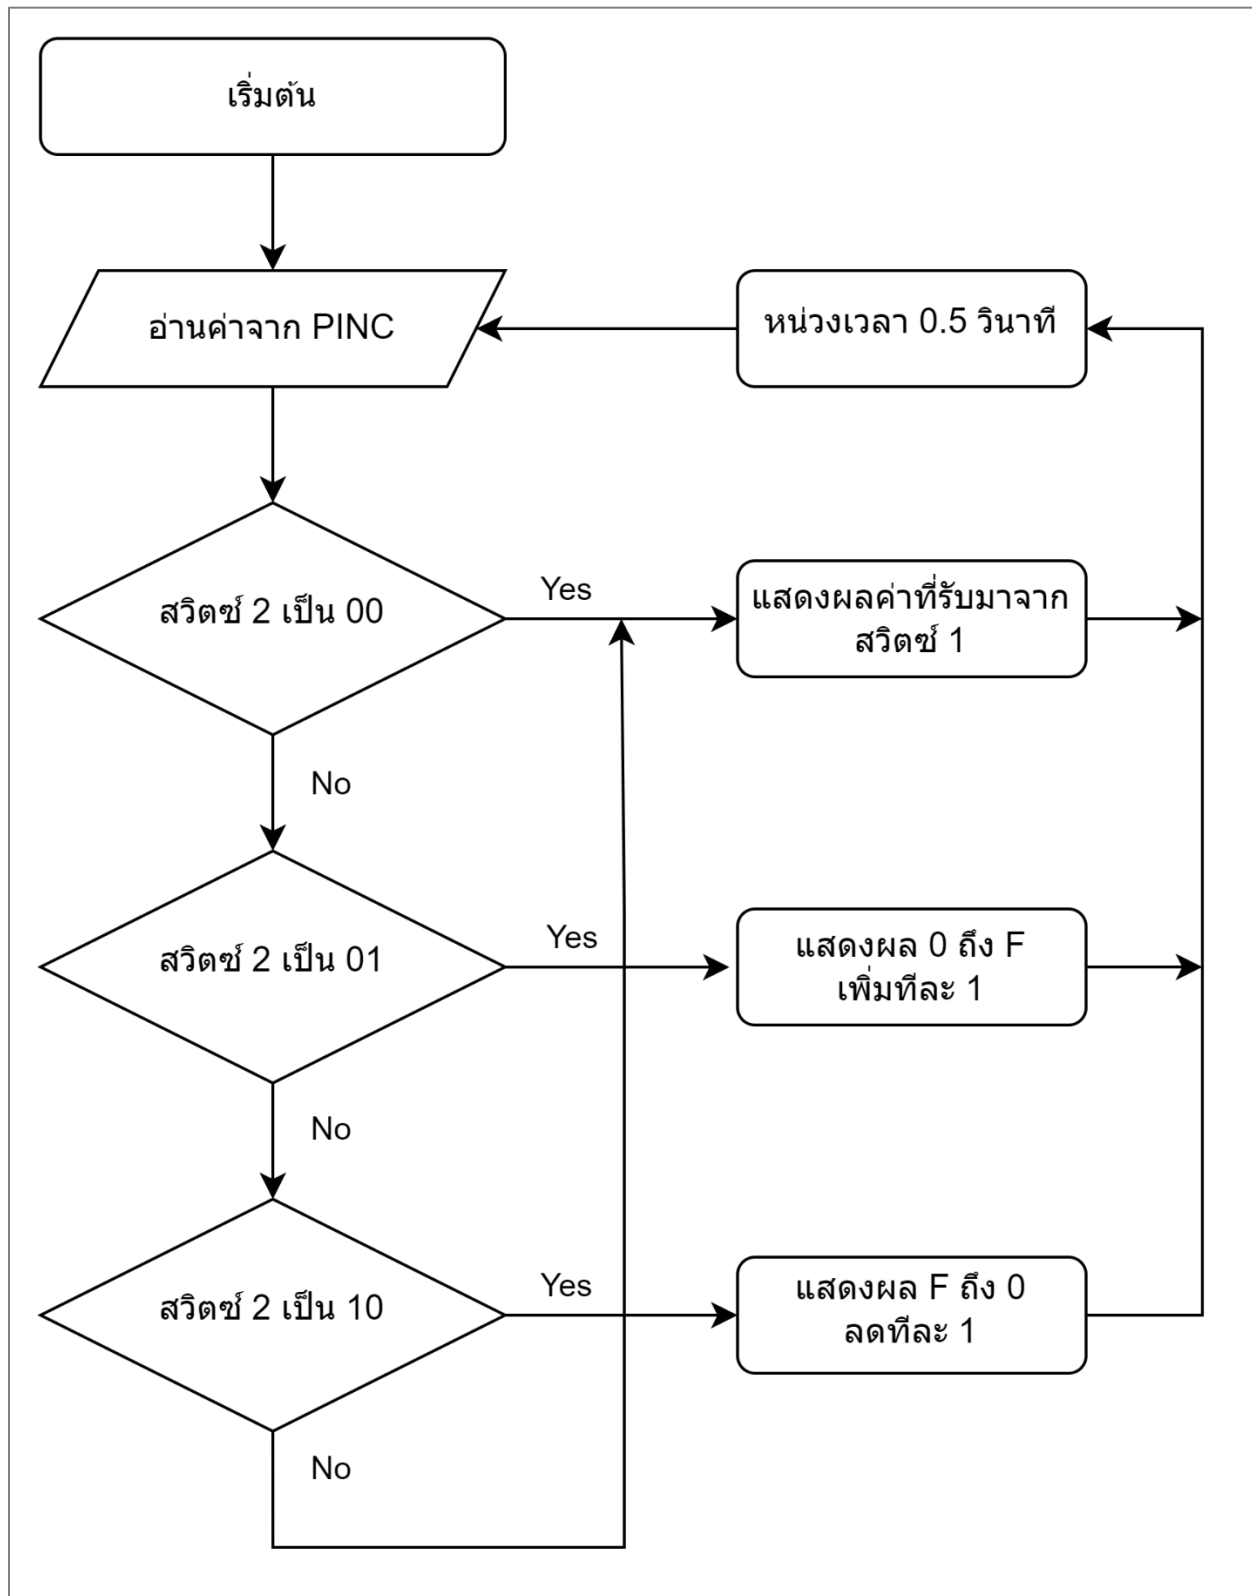 เริ่มต้น
อ่านค่าจาก PINC
หน่วงเวลา 0.5 วินาที
สวิตซ์ 2 เป็น 00
Yes
แสดงผลค่าที่รับมาจาก
สวิตซ์ 1
No
สวิตซ์ 2 เป็น 01
Yes
แสดงผล 0 ถึง F
เพิ่มทีละ 1
No
สวิตซ์ 2 เป็น 10
Yes
แสดงผล F ถึง 0
ลดทีละ 1
No